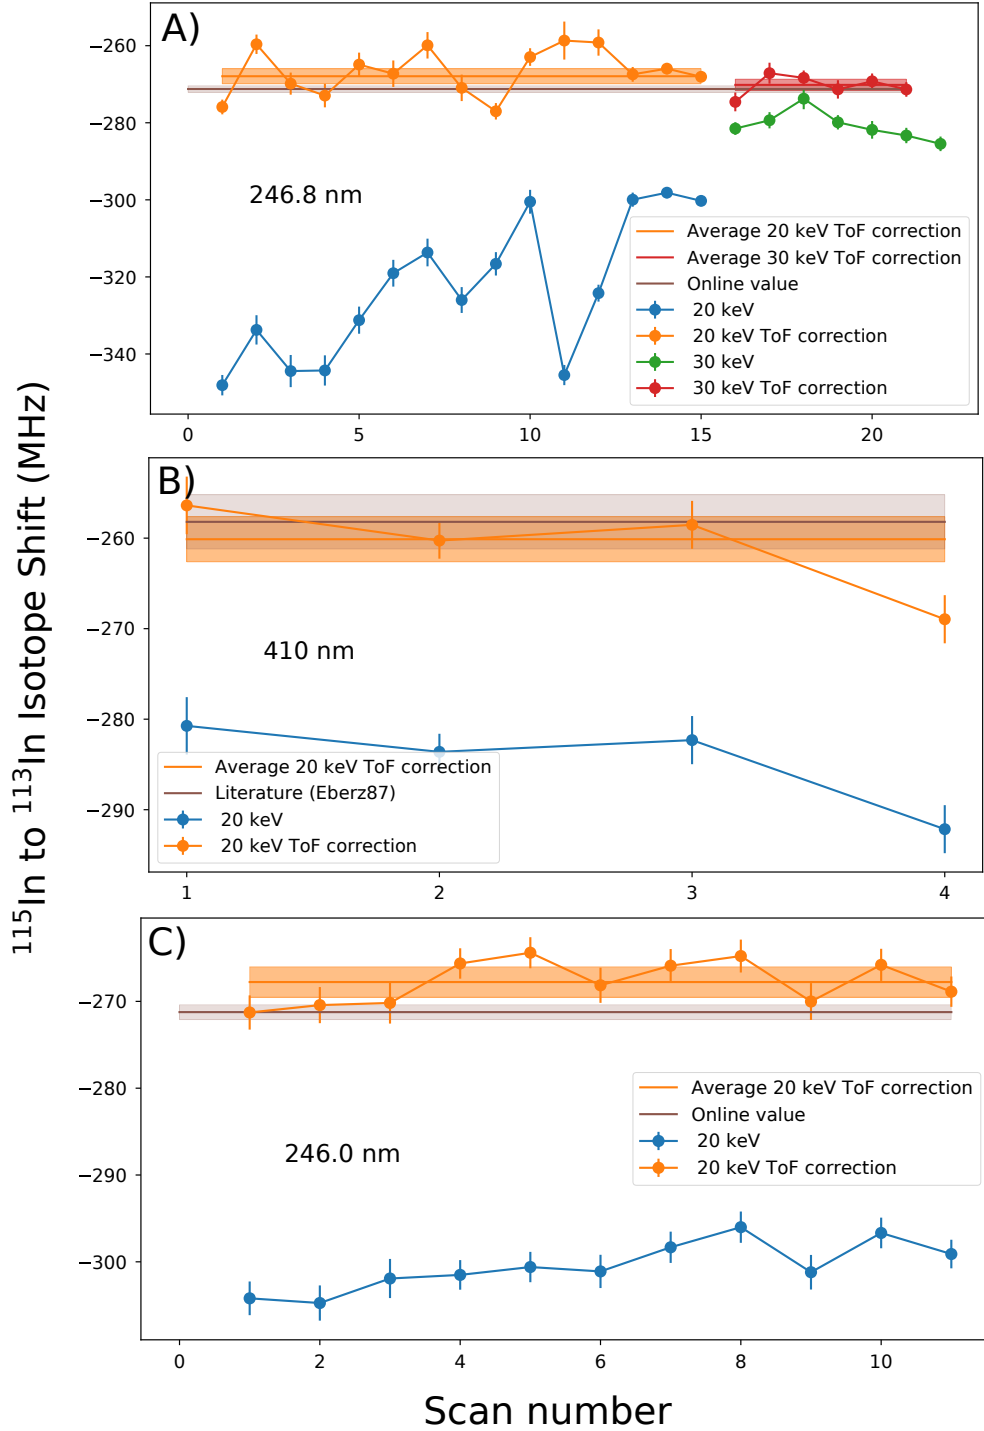 ¹¹⁵In to ¹¹³In Isotope Shift (MHz)
A)
−260
−280
−300
−320
−340
246.8 nm
Average 20 keV ToF correction
Average 30 keV ToF correction
Online value
20 keV
20 keV ToF correction
30 keV
30 keV ToF correction
0 5 10 15 20
B)
−260
−270
−280
−290
410 nm
Average 20 keV ToF correction
Literature (Eberz87)
20 keV
20 keV ToF correction
1 2 3 4
C)
−270
−280
−290
−300
246.0 nm
Average 20 keV ToF correction
Online value
20 keV
20 keV ToF correction
0 2 4 6 8 10
Scan number